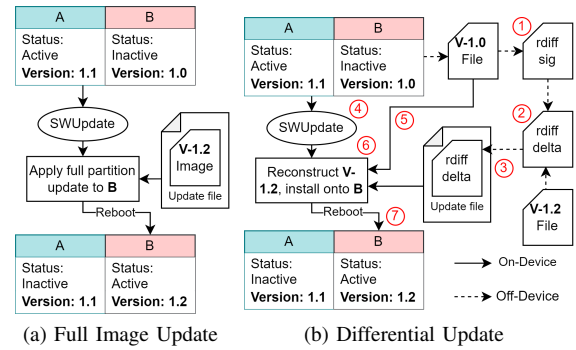 A B
Status: Active Version: 1.1
Status: Inactive Version: 1.0
SWUpdate
Apply full partition
update to B
V-1.2
Image
Update file
Reboot
A B
Status: Inactive Version: 1.1
Status: Active Version: 1.2
(a) Full Image Update
A B
Status: Active Version: 1.1
Status: Inactive Version: 1.0
V-1.0
File
1
rdiff
sig
2
rdiff
delta
3
V-1.2
File
4
SWUpdate
5
6
Reconstruct V-
1.2, install onto B
rdiff
delta
Update file
Reboot
7
A B
Status: Inactive Version: 1.1
Status: Active Version: 1.2
On-Device
Off-Device
(b) Differential Update